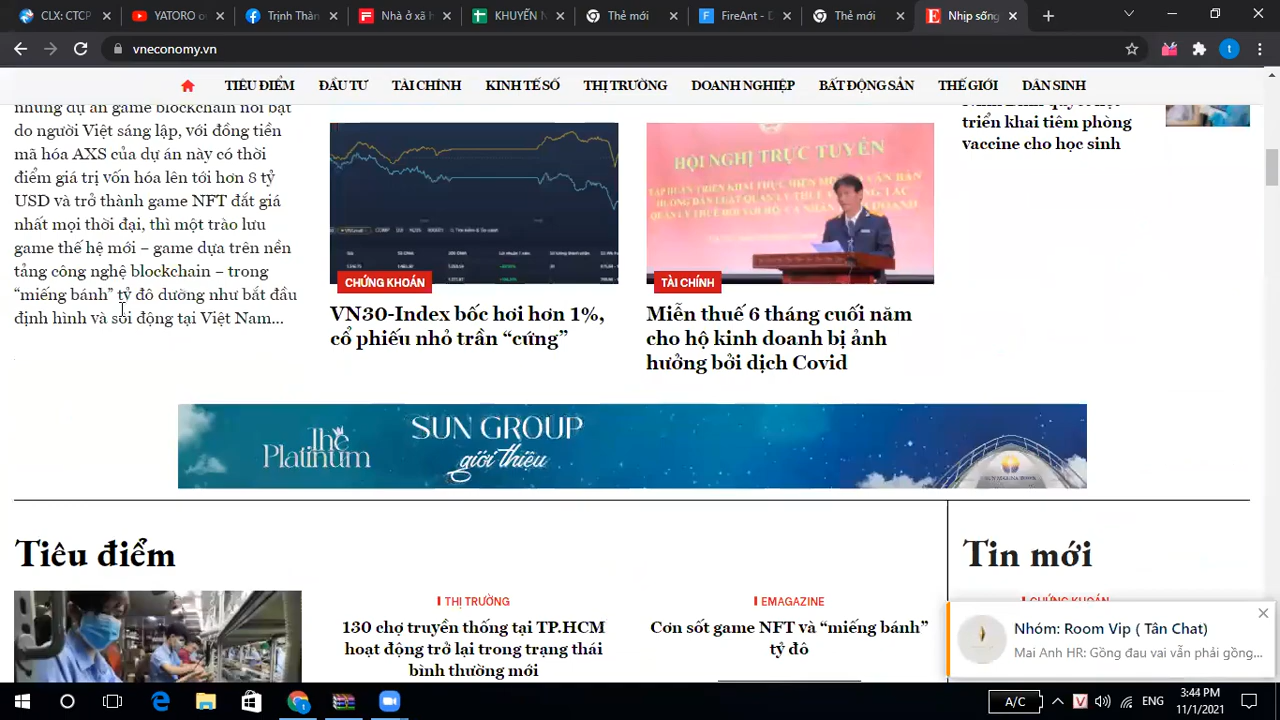 CLX: CTCP
YATORO o
Trịnh Thàn
Nhà ở xã H
KHUYẾN N
Thẻ mới
FireAnt - D
Thẻ mới
Nhịp sống
vneconomy.vn
t
TIÊU ĐIỂM ĐẦU TƯ TÀI CHÍNH KINH TẾ SỐ THỊ TRƯỜNG DOANH NGHIỆP BẤT ĐỘNG SẢN THẾ GIỚI DÂN SINH
những dự án game blockchain nổi bật
do người Việt sáng lập, với đồng tiền
mã hóa AXS của dự án này có thời
điểm giá trị vốn hóa lên tới hơn 8 tỷ
USD và trở thành game NFT đắt giá
nhất mọi thời đại, thì một trào lưu
game thế hệ mới – game dựa trên nền
tảng công nghệ blockchain – trong
“miếng bánh” tỷ đô dường như bắt đầu
định hình và sôi động tại Việt Nam...
CHỨNG KHOÁN
VN30-Index bốc hơi hơn 1%,
cổ phiếu nhỏ trần “cứng”
HỘI NGHỊ TRỰC TUYẾN
TÀI CHÍNH
Miễn thuế 6 tháng cuối năm
cho hộ kinh doanh bị ảnh
hưởng bởi dịch Covid
triển khai tiêm phòng
vaccine cho học sinh
The Platinum
SUN GROUP
giới thiệu
Tiêu điểm
THỊ TRƯỜNG
130 chợ truyền thống tại TP.HCM
hoạt động trở lại trong trạng thái
bình thường mới
EMAGAZINE
Cơn sốt game NFT và “miếng bánh”
tỷ đô
Tin mới
CHỨNG KHOÁN
Nhóm: Room Vip ( Tân Chat)
Mai Anh HR: Gồng đau vai vẫn phải gồng...
A/C
V
ENG
3:44 PM
11/1/2021